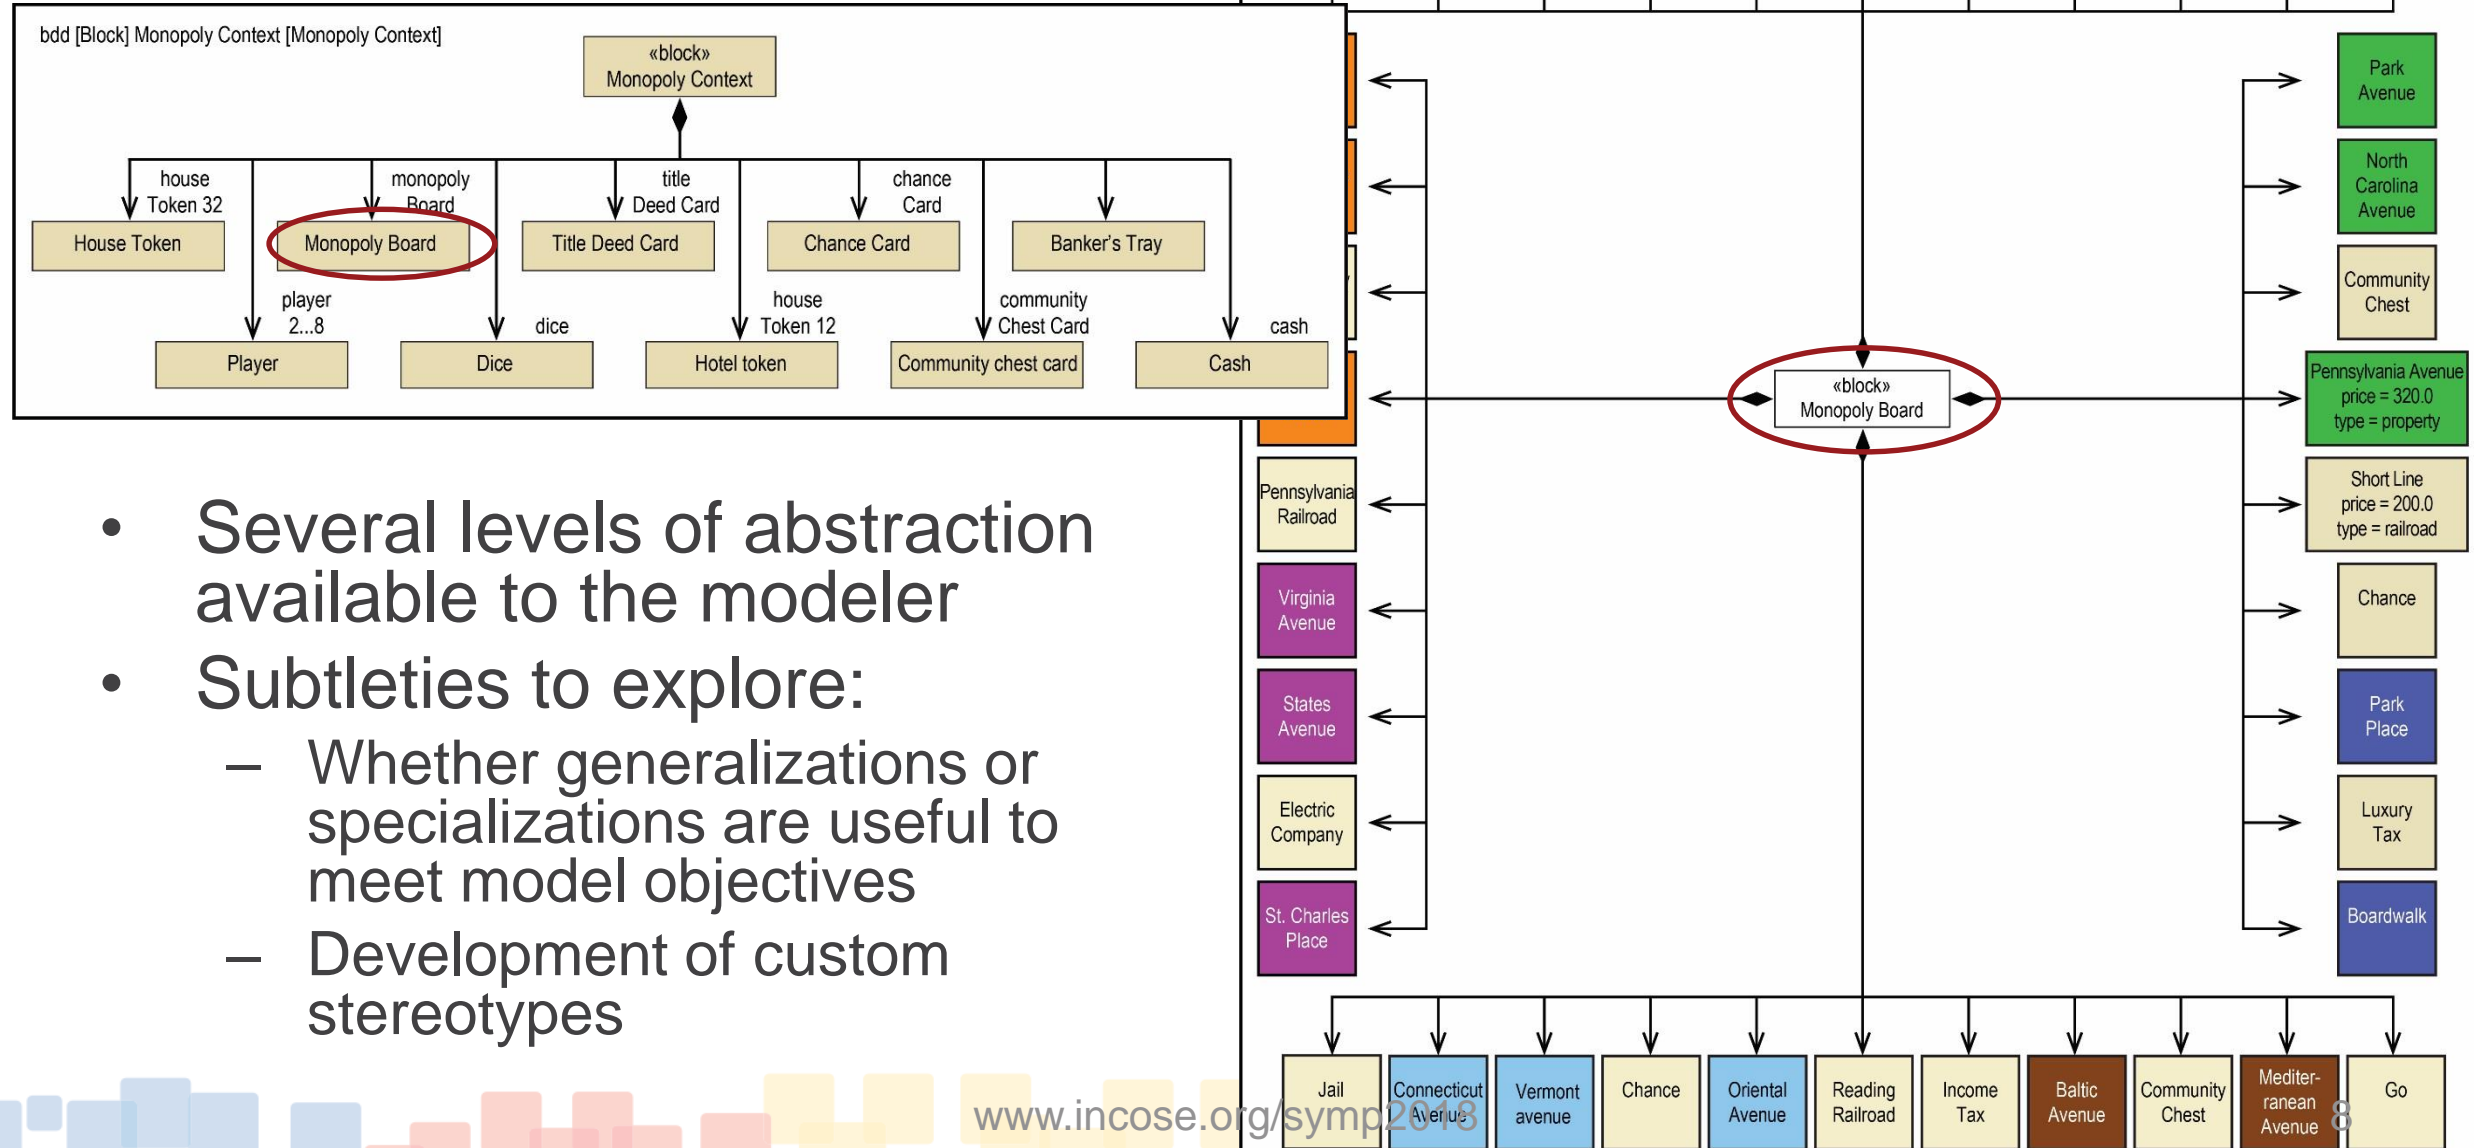 bdd [Block] Monopoly Context [Monopoly Context]
«block»
Monopoly Context
house
Token 32
monopoly
Board
title
Deed Card
chance
Card
House Token
Monopoly Board
Title Deed Card
Chance Card
Banker's Tray
player
2...8
dice
house
Token 12
community
Chest Card
cash
Player
Dice
Hotel token
Community chest card
Cash
• Several levels of abstraction
available to the modeler
• Subtleties to explore:
– Whether generalizations or
specializations are useful to
meet model objectives
– Development of custom
stereotypes
Pennsylvania
Railroad
Virginia
Avenue
States
Avenue
Electric
Company
St. Charles
Place
«block»
Monopoly Board
Park
Avenue
North
Carolina
Avenue
Community
Chest
Pennsylvania Avenue
price = 320.0
type = property
Short Line
price = 200.0
type = railroad
Chance
Park
Place
Luxury
Tax
Boardwalk
Jail
Connecticut
Avenue
Vermont
avenue
Chance
Oriental
Avenue
Reading
Railroad
Income
Tax
Baltic
Avenue
Community
Chest
Mediter-
ranean
Avenue
Go
www.incose.org/symp2018
8